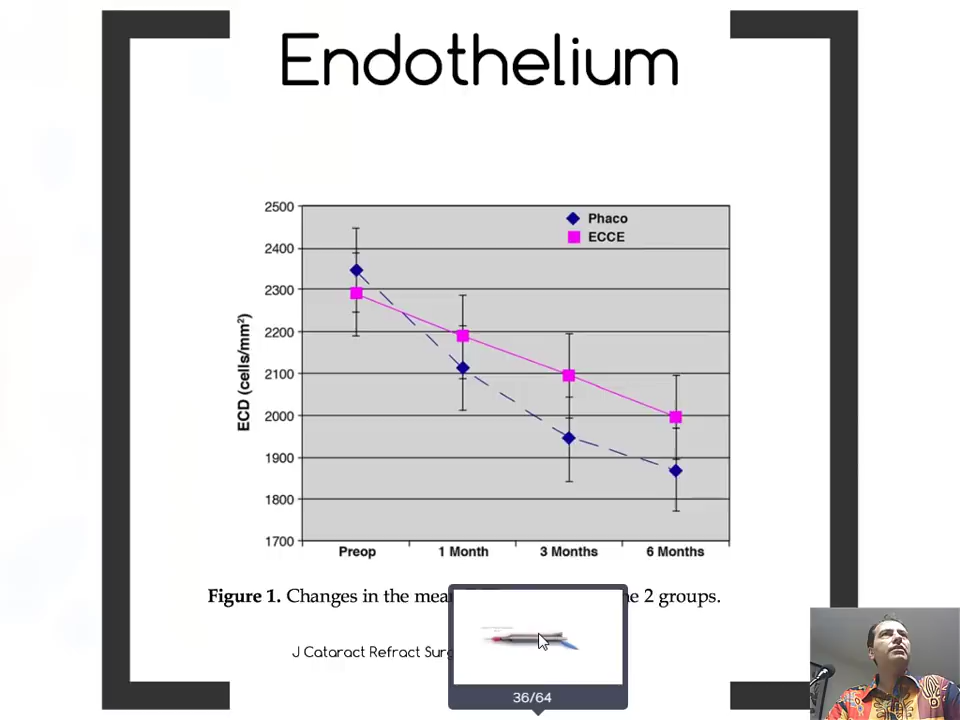 Endothelium
2500
2400
2300
2200
2100
2000
1900
1800
1700
ECD (cells/mm²)
Phaco
ECCE
Preop 1 Month 3 Months 6 Months
Figure 1. Changes in the mean 2 groups.
J Cataract Refract Surg
36/64